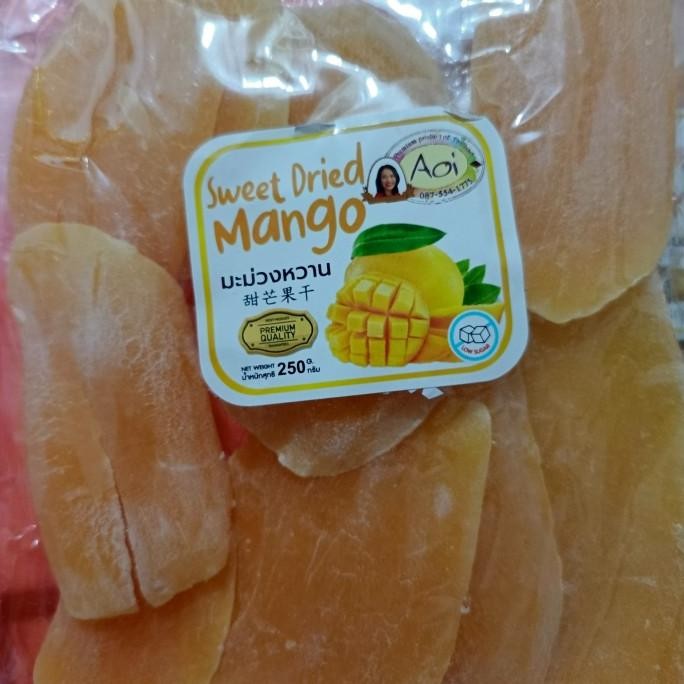 Sweet Dried
Mango
Aoi
087-554-1775
มะม่วงหวาน
甜芒果干
PREMIUM
QUALITY
LOW SUGAR
NET WEIGHT 250 G.
น้ำหนักสุทธิ กรัม